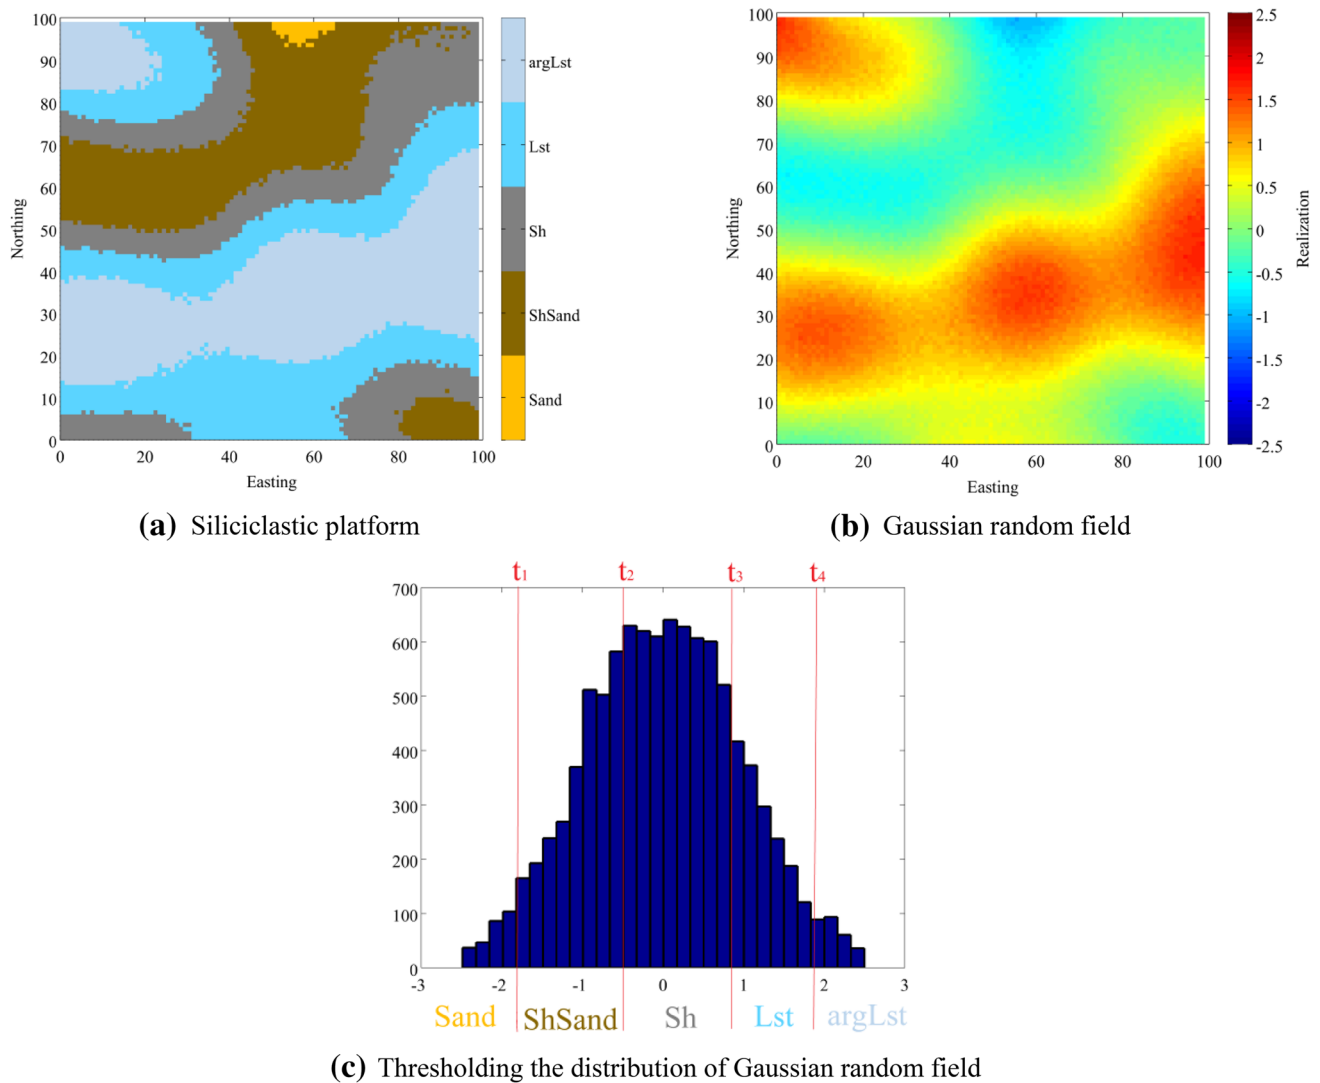 100
90
80
70
60
50
40
30
20
10
0
Northing
0 20 40 60 80 100
Easting
argLst
Lst
Sh
ShSand
Sand
(a) Siliciclastic platform
100
90
80
70
60
50
40
30
20
10
0
Northing
0 20 40 60 80 100
Easting
2.5
2
1.5
1
0.5
0
-0.5
-1
-1.5
-2
-2.5
Realization
(b) Gaussian random field
t1 t2 t3 t4
700
600
500
400
300
200
100
0
-3 -2 -1 0 1 2 3
Sand ShSand Sh Lst argLst
(c) Thresholding the distribution of Gaussian random field